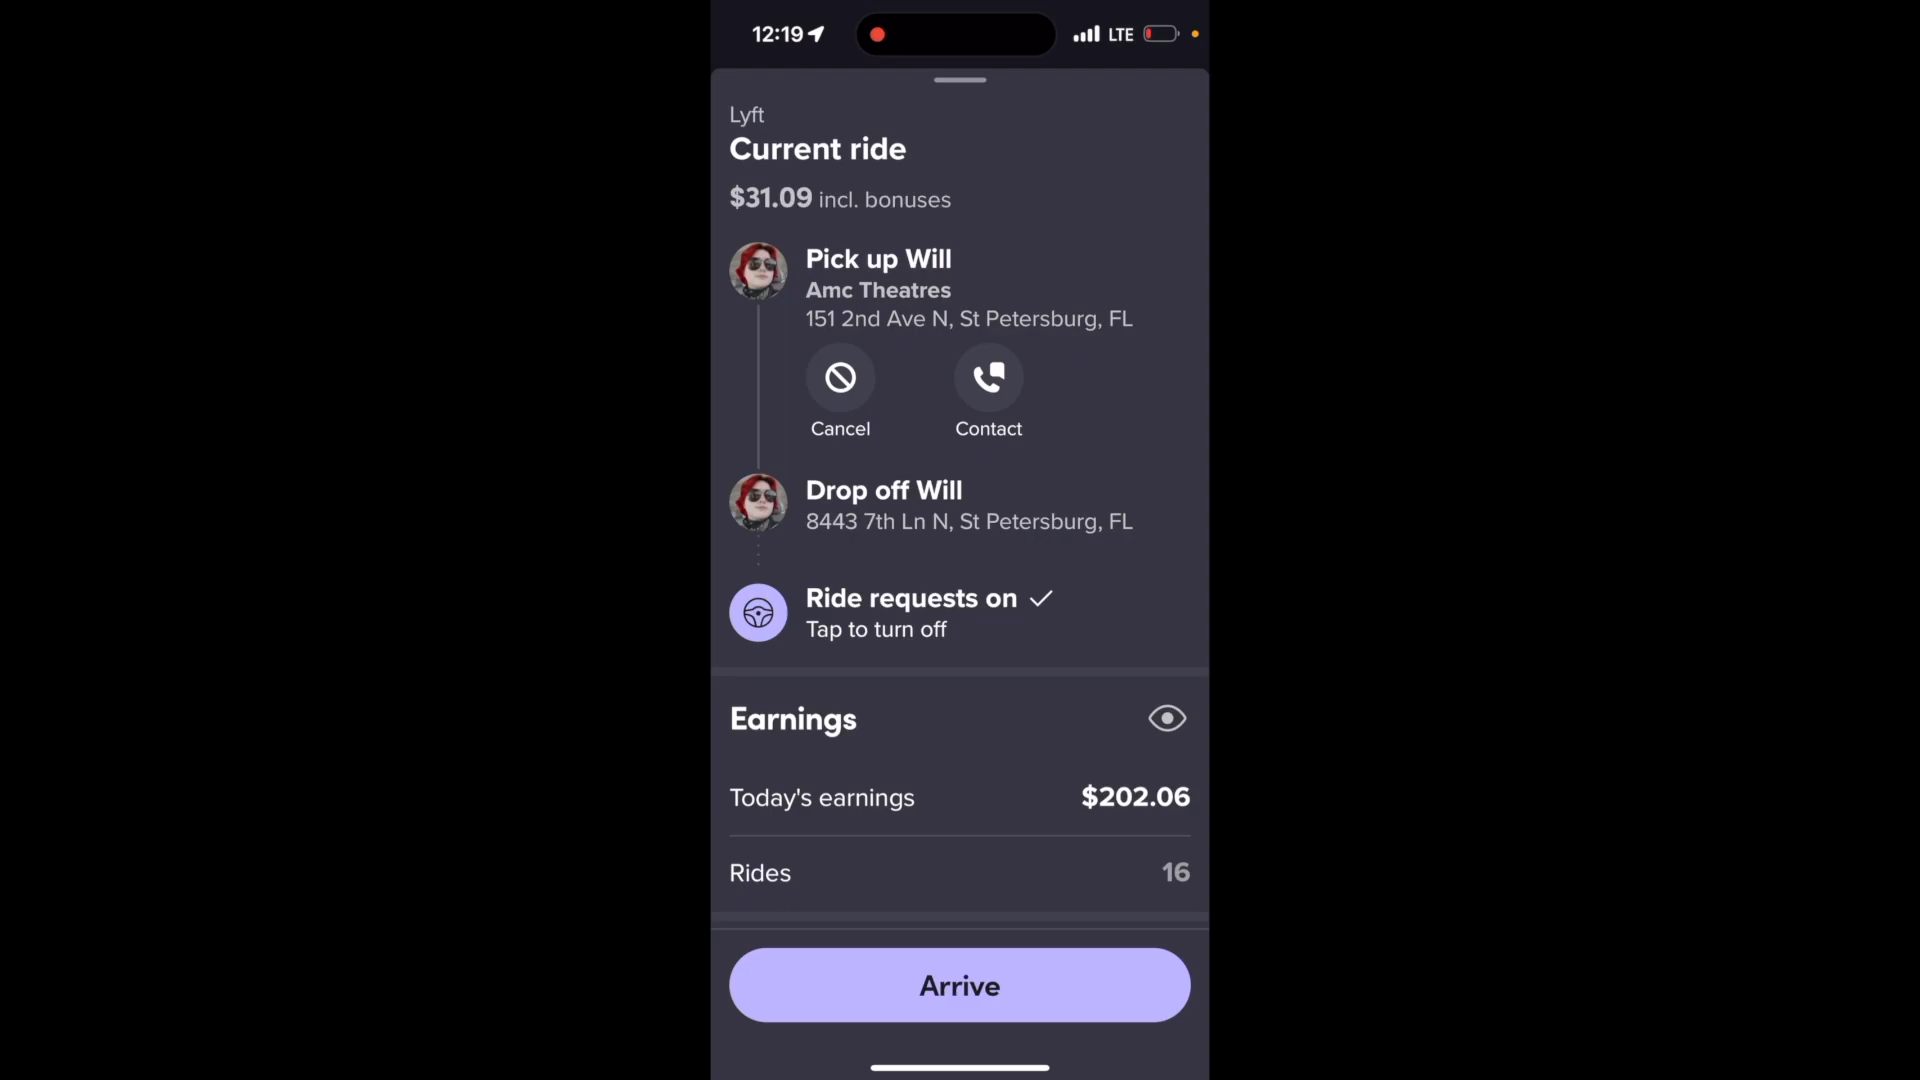 12:19
LTE
Lyft
Current ride
$31.09 incl. bonuses
Pick up Will
Amc Theatres
151 2nd Ave N, St Petersburg, FL
Cancel
Contact
Drop off Will
8443 7th Ln N, St Petersburg, FL
Ride requests on
Tap to turn off
Earnings
Today's earnings
$202.06
Rides
16
Arrive